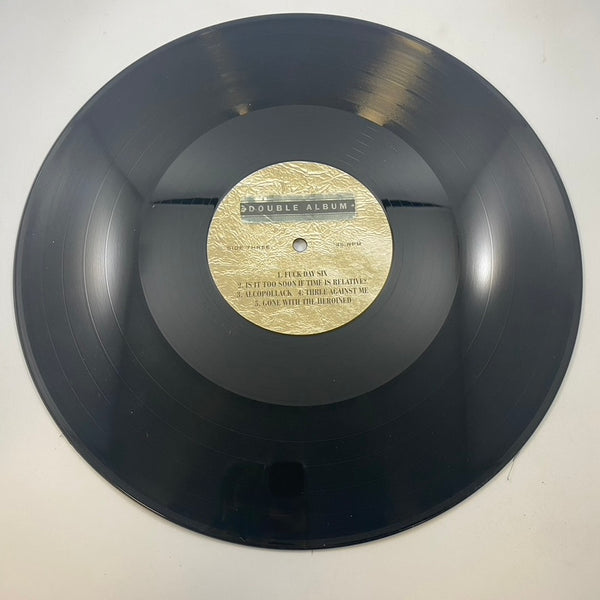 DOUBLE ALBUM
SIDE THREE 45 RPM
1. FUCK DAY SIX
2. IS IT TOO SOON IF TIME IS RELATIVE?
3. ALCOPOLLACK 4. THREE AGAINST ME
5. GONE WITH THE HEROINED